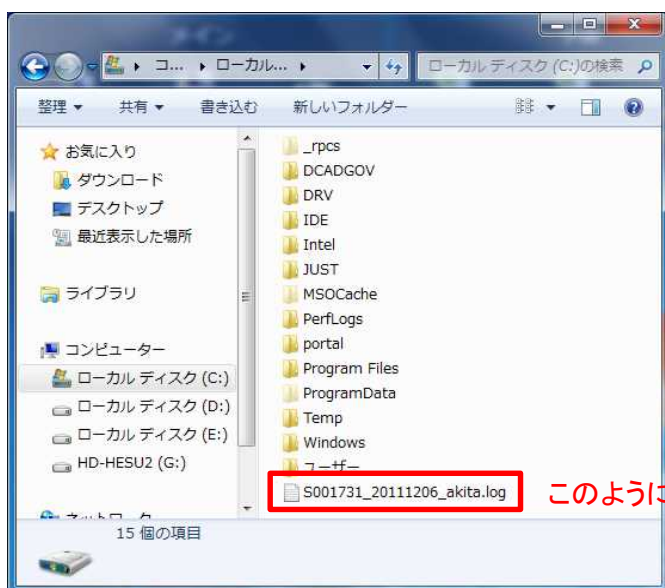 コ... ▸ ローカル... ▸
ローカル ディスク (C:)の検索
整理 ▼ 共有 ▼ 書き込む 新しいフォルダー
お気に入り
ダウンロード
デスクトップ
最近表示した場所
ライブラリ
コンピューター
ローカル ディスク (C:)
ローカル ディスク (D:)
ローカル ディスク (E:)
HD-HESU2 (G:)
ネットワーク
_rpcs
DCADGOV
DRV
IDE
Intel
JUST
MSOCache
PerfLogs
portal
Program Files
ProgramData
Temp
Windows
ユーザー
S001731_20111206_akita.log
このように
15 個の項目